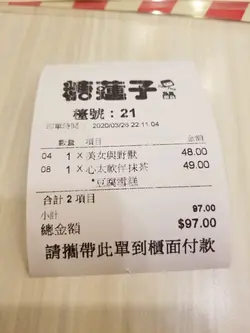 糖蓮子
檯號：21
印單時間 2020/03/26 22:11:04
數量 項目 金額
04 1 × 美女與野獸 48.00
08 1 × 心太軟伴抹茶 49.00
*豆腐雪糕
合計 2 項目
小計 97.00
總金額 $97.00
請攜帶此單到櫃面付款